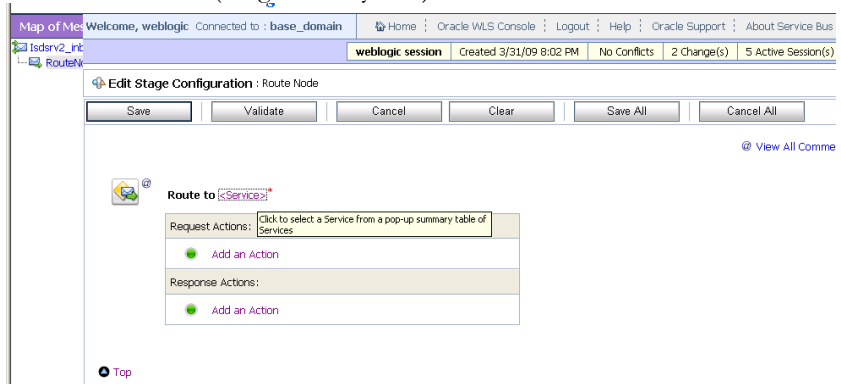 Map of Mes Welcome, weblogic Connected to : base_domain Home Oracle WLS Console Logout Help Oracle Support About Service Bus
Isdsrv2_inb weblogic session Created 3/31/09 8:02 PM No Conflicts 2 Change(s) 5 Active Session(s)
RouteNo
Edit Stage Configuration : Route Node
Save Validate Cancel Clear Save All Cancel All
@ View All Comme
@
Route to <Service>*
Request Actions: Click to select a Service from a pop-up summary table of
Services
Add an Action
Response Actions:
Add an Action
Top